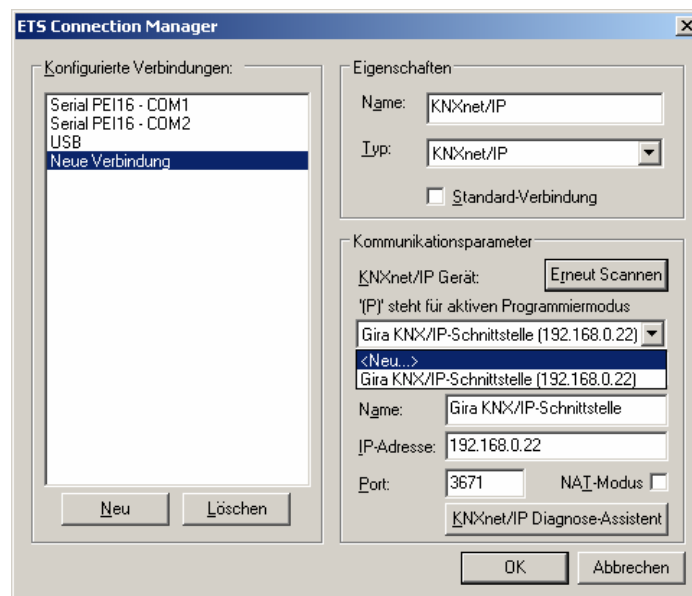 ETS Connection Manager
Konfigurierte Verbindungen:
Serial PEI16 - COM1
Serial PEI16 - COM2
USB
Neue Verbindung
Neu
Löschen
Eigenschaften
Name:
KNXnet/IP
Typ:
KNXnet/IP
Standard-Verbindung
Kommunikationsparameter
KNXnet/IP Gerät:
Erneut Scannen
'(P)' steht für aktiven Programmiermodus
Gira KNX/IP-Schnittstelle (192.168.0.22)
<Neu...>
Gira KNX/IP-Schnittstelle (192.168.0.22)
Name:
Gira KNX/IP-Schnittstelle
IP-Adresse:
192.168.0.22
Port:
3671
NAT-Modus
KNXnet/IP Diagnose-Assistent
OK
Abbrechen